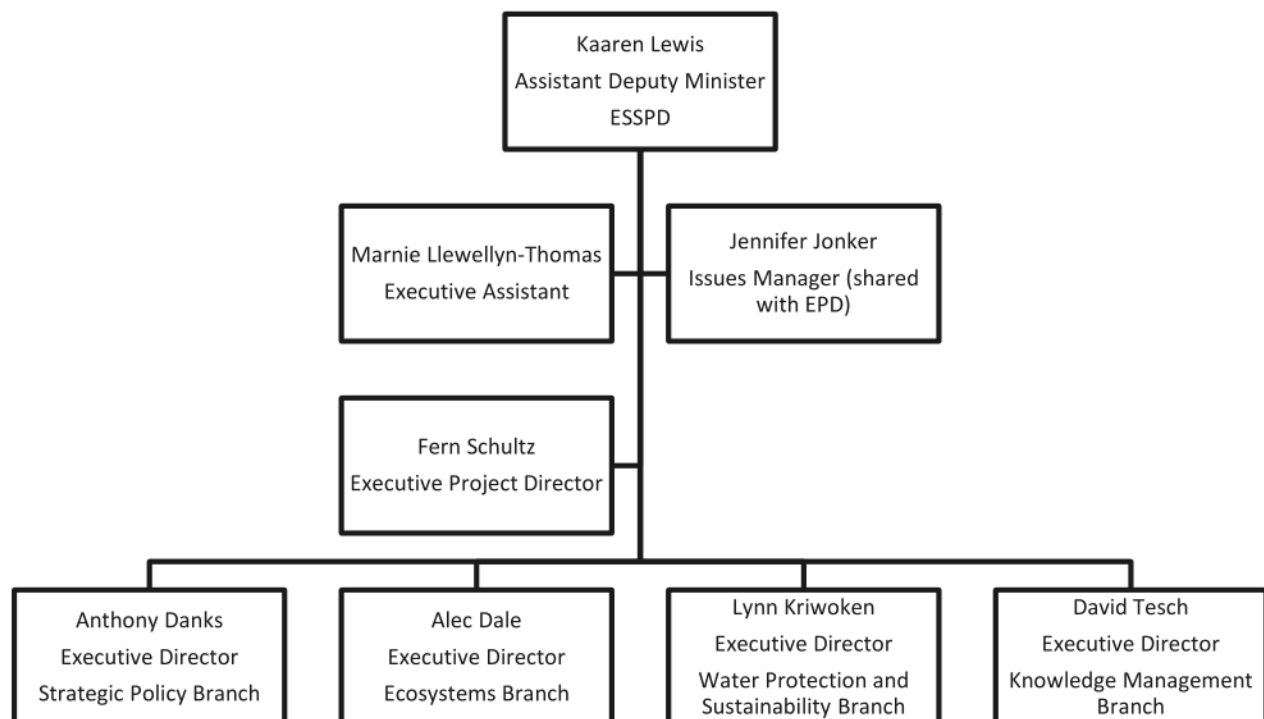 Kaaren Lewis
Assistant Deputy Minister
ESSPD
Marnie Llewellyn-Thomas
Executive Assistant
Jennifer Jonker
Issues Manager (shared
with EPD)
Fern Schultz
Executive Project Director
Anthony Danks
Executive Director
Strategic Policy Branch
Alec Dale
Executive Director
Ecosystems Branch
Lynn Kriwoken
Executive Director
Water Protection and
Sustainability Branch
David Tesch
Executive Director
Knowledge Management
Branch